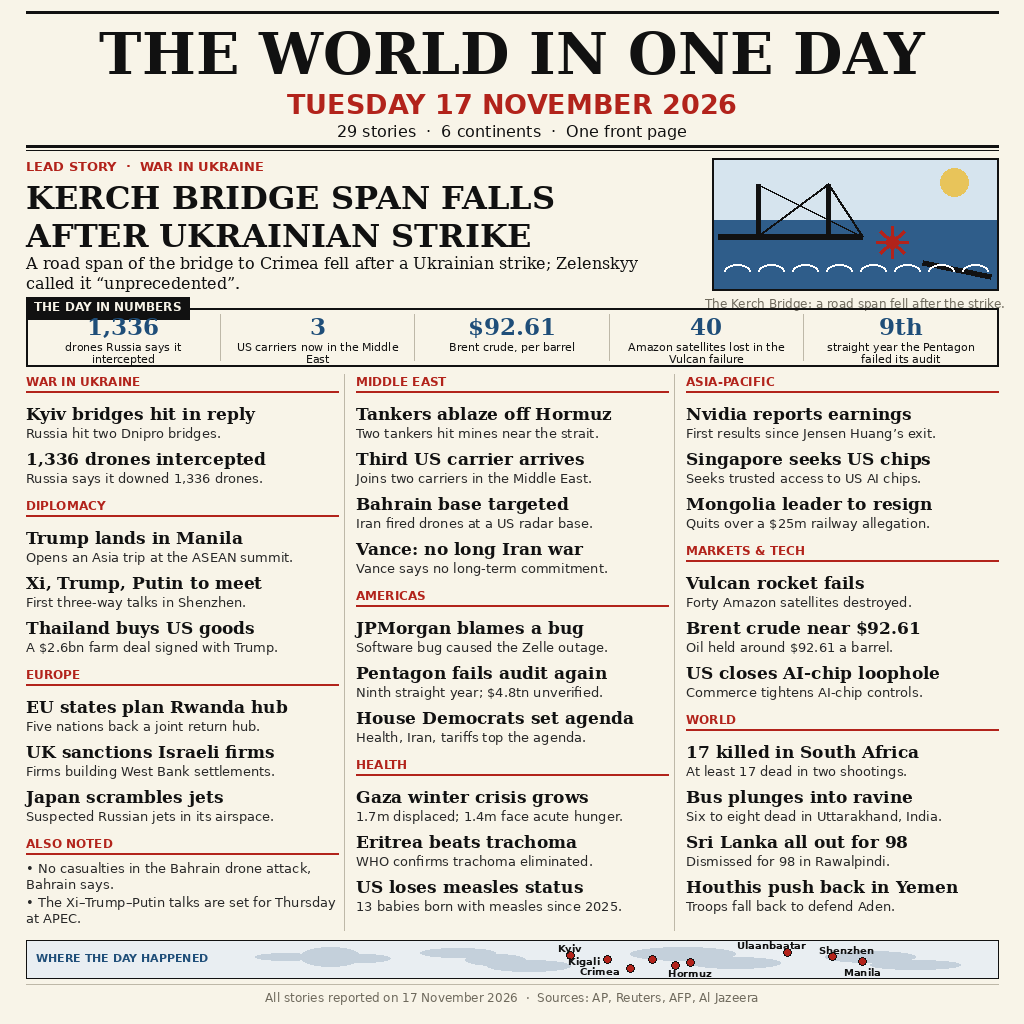 THE WORLD IN ONE DAY
TUESDAY 17 NOVEMBER 2026
29 stories · 6 continents · One front page
LEAD STORY · WAR IN UKRAINE
KERCH BRIDGE SPAN FALLS
AFTER UKRAINIAN STRIKE
A road span of the bridge to Crimea fell after a Ukrainian strike; Zelenskyy
called it “unprecedented”.
The Kerch Bridge: a road span fell after the strike.
THE DAY IN NUMBERS
1,336
drones Russia says it
intercepted
3
US carriers now in the Middle
East
$92.61
Brent crude, per barrel
40
Amazon satellites lost in the
Vulcan failure
9th
straight year the Pentagon
failed its audit
WAR IN UKRAINE
Kyiv bridges hit in reply
Russia hit two Dnipro bridges.
1,336 drones intercepted
Russia says it downed 1,336 drones.
DIPLOMACY
Trump lands in Manila
Opens an Asia trip at the ASEAN summit.
Xi, Trump, Putin to meet
First three-way talks in Shenzhen.
Thailand buys US goods
A $2.6bn farm deal signed with Trump.
EUROPE
EU states plan Rwanda hub
Five nations back a joint return hub.
UK sanctions Israeli firms
Firms building West Bank settlements.
Japan scrambles jets
Suspected Russian jets in its airspace.
ALSO NOTED
• No casualties in the Bahrain drone attack,
Bahrain says.
• The Xi–Trump–Putin talks are set for Thursday
at APEC.
MIDDLE EAST
Tankers ablaze off Hormuz
Two tankers hit mines near the strait.
Third US carrier arrives
Joins two carriers in the Middle East.
Bahrain base targeted
Iran fired drones at a US radar base.
Vance: no long Iran war
Vance says no long-term commitment.
AMERICAS
JPMorgan blames a bug
Software bug caused the Zelle outage.
Pentagon fails audit again
Ninth straight year; $4.8tn unverified.
House Democrats set agenda
Health, Iran, tariffs top the agenda.
HEALTH
Gaza winter crisis grows
1.7m displaced; 1.4m face acute hunger.
Eritrea beats trachoma
WHO confirms trachoma eliminated.
US loses measles status
13 babies born with measles since 2025.
ASIA-PACIFIC
Nvidia reports earnings
First results since Jensen Huang’s exit.
Singapore seeks US chips
Seeks trusted access to US AI chips.
Mongolia leader to resign
Quits over a $25m railway allegation.
MARKETS & TECH
Vulcan rocket fails
Forty Amazon satellites destroyed.
Brent crude near $92.61
Oil held around $92.61 a barrel.
US closes AI-chip loophole
Commerce tightens AI-chip controls.
WORLD
17 killed in South Africa
At least 17 dead in two shootings.
Bus plunges into ravine
Six to eight dead in Uttarakhand, India.
Sri Lanka all out for 98
Dismissed for 98 in Rawalpindi.
Houthis push back in Yemen
Troops fall back to defend Aden.
WHERE THE DAY HAPPENED
Kyiv
Kigali
Crimea
Hormuz
Ulaanbaatar
Shenzhen
Manila
All stories reported on 17 November 2026 · Sources: AP, Reuters, AFP, Al Jazeera